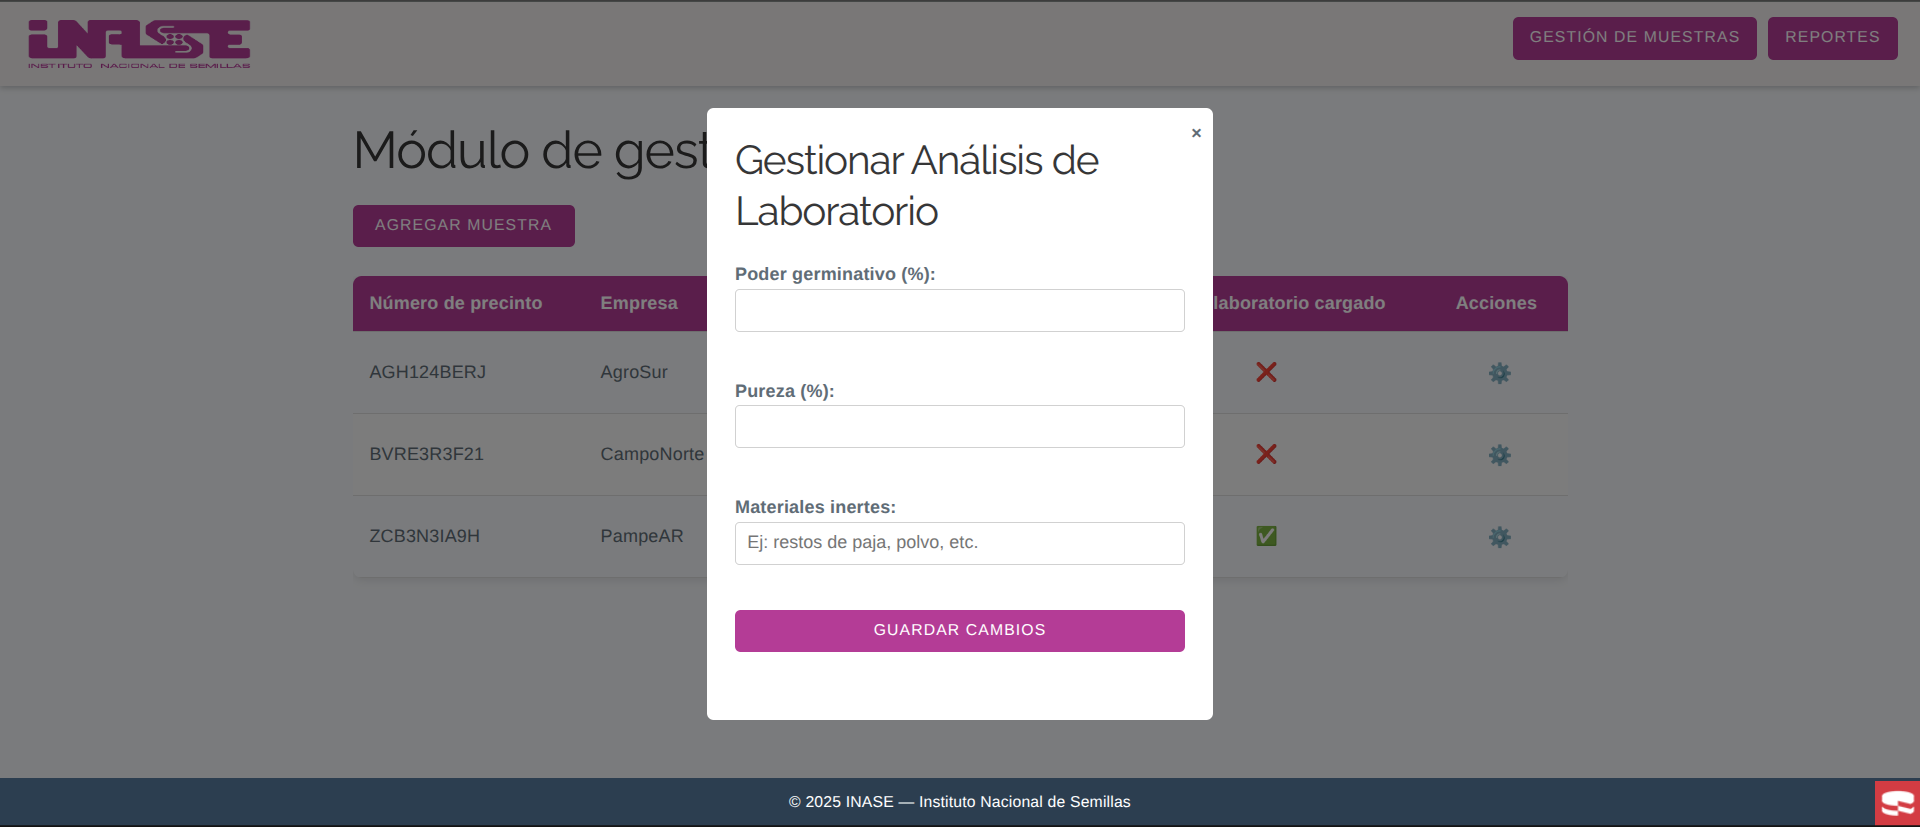 INASE
INSTITUTO NACIONAL DE SEMILLAS
GESTIÓN DE MUESTRAS
REPORTES
Módulo de gest
AGREGAR MUESTRA
Número de precinto
Empresa
laboratorio cargado
Acciones
AGH124BERJ
AgroSur
BVRE3R3F21
CampoNorte
ZCB3N3IA9H
PampeAR
×
Gestionar Análisis de
Laboratorio
Poder germinativo (%):
Pureza (%):
Materiales inertes:
Ej: restos de paja, polvo, etc.
GUARDAR CAMBIOS
© 2025 INASE — Instituto Nacional de Semillas